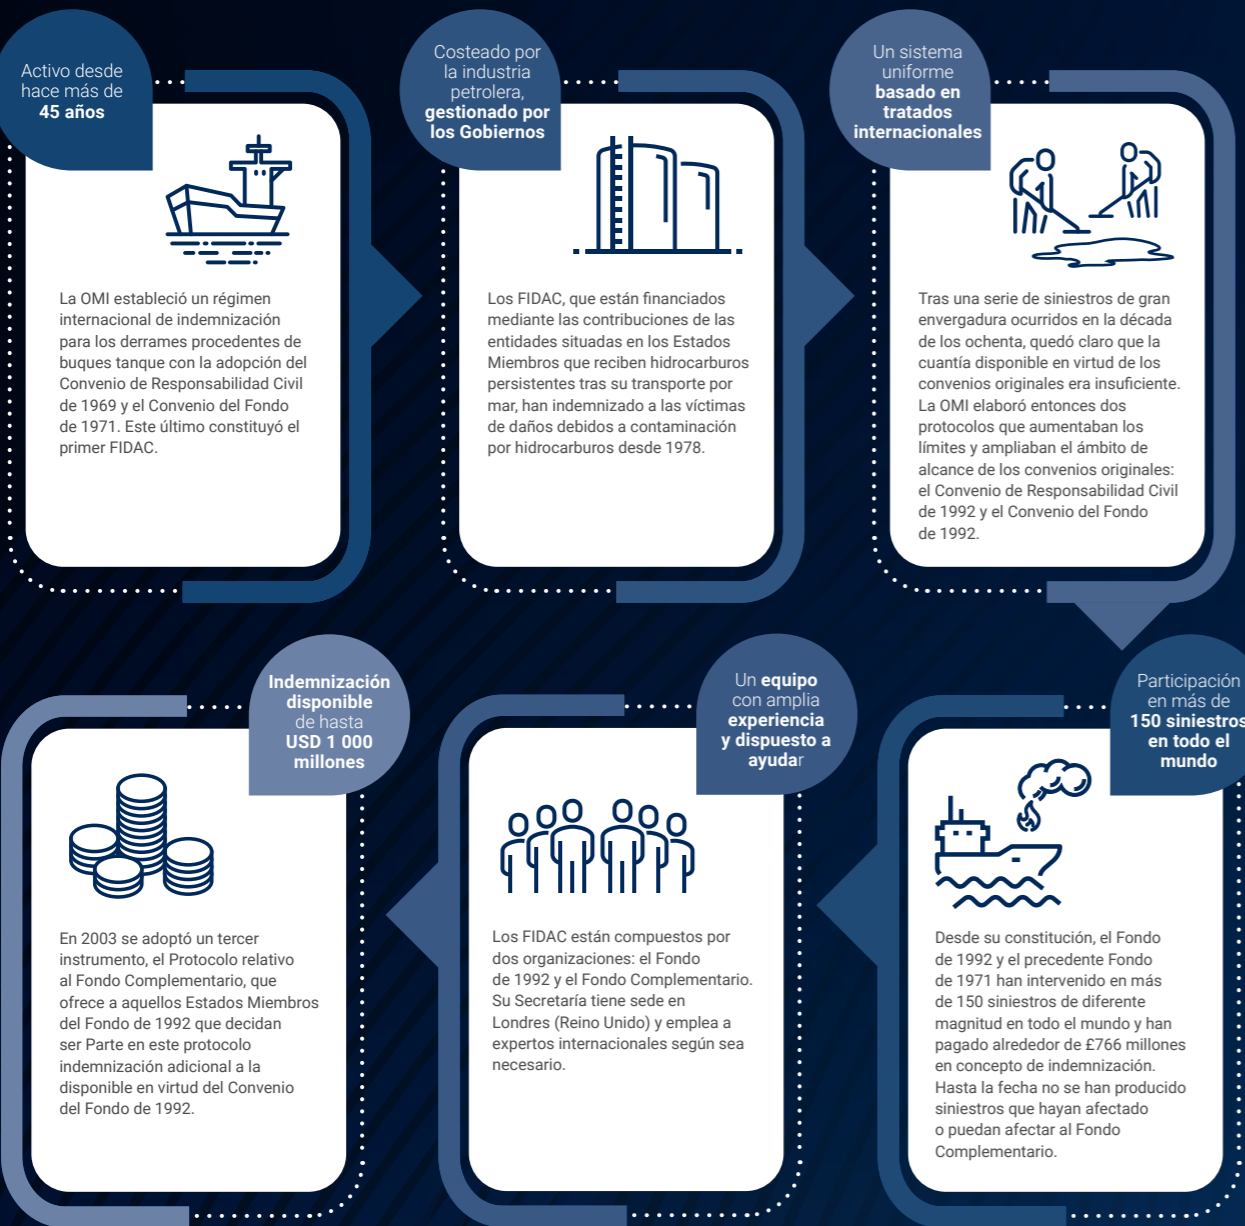 Activo desde
hace más de
45 años
La OMI estableció un régimen
internacional de indemnización
para los derrames procedentes de
buques tanque con la adopción del
Convenio de Responsabilidad Civil
de 1969 y el Convenio del Fondo
de 1971. Este último constituyó el
primer FIDAC.
Costeado por
la industria
petrolera,
gestionado por
los Gobiernos
Los FIDAC, que están financiados
mediante las contribuciones de las
entidades situadas en los Estados
Miembros que reciben hidrocarburos
persistentes tras su transporte por
mar, han indemnizado a las víctimas
de daños debidos a contaminación
por hidrocarburos desde 1978.
Un sistema
uniforme
basado en
tratados
internacionales
Tras una serie de siniestros de gran
envergadura ocurridos en la década
de los ochenta, quedó claro que la
cuantía disponible en virtud de los
convenios originales era insuficiente.
La OMI elaboró entonces dos
protocolos que aumentaban los
límites y ampliaban el ámbito de
alcance de los convenios originales:
el Convenio de Responsabilidad Civil
de 1992 y el Convenio del Fondo
de 1992.
Participación
en más de
150 siniestros
en todo el
mundo
Desde su constitución, el Fondo
de 1992 y el precedente Fondo
de 1971 han intervenido en más
de 150 siniestros de diferente
magnitud en todo el mundo y han
pagado alrededor de £766 millones
en concepto de indemnización.
Hasta la fecha no se han producido
siniestros que hayan afectado
o puedan afectar al Fondo
Complementario.
Un equipo
con amplia
experiencia
y dispuesto a
ayudar
Los FIDAC están compuestos por
dos organizaciones: el Fondo
de 1992 y el Fondo Complementario.
Su Secretaría tiene sede en
Londres (Reino Unido) y emplea a
expertos internacionales según sea
necesario.
Indemnización
disponible
de hasta
USD 1 000
millones
En 2003 se adoptó un tercer
instrumento, el Protocolo relativo
al Fondo Complementario, que
ofrece a aquellos Estados Miembros
del Fondo de 1992 que decidan
ser Parte en este protocolo
indemnización adicional a la
disponible en virtud del Convenio
del Fondo de 1992.